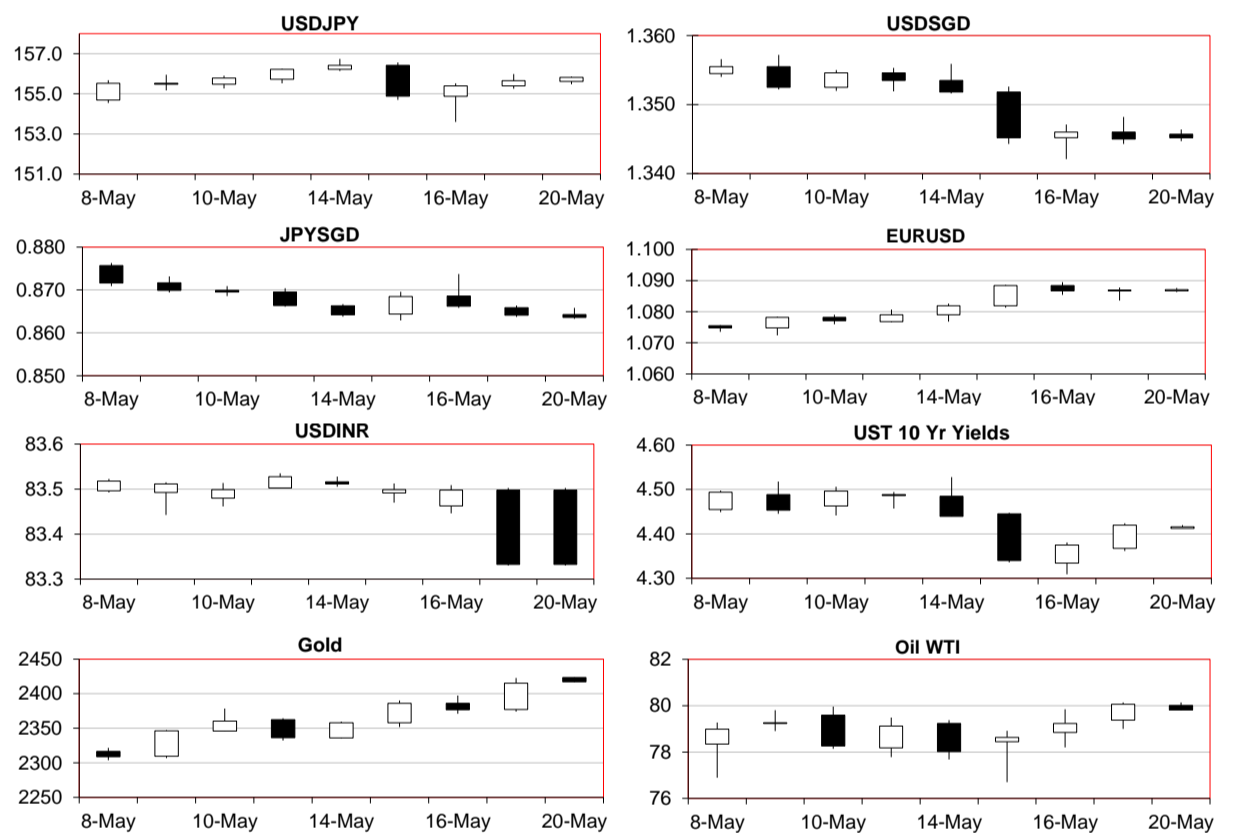 USDJPY
157.0
155.0
153.0
151.0
8-May 10-May 14-May 16-May 20-May
USDSGD
1.360
1.350
1.340
8-May 10-May 14-May 16-May 20-May
JPYSGD
0.880
0.870
0.860
0.850
8-May 10-May 14-May 16-May 20-May
EURUSD
1.100
1.090
1.080
1.070
1.060
8-May 10-May 14-May 16-May 20-May
USDINR
83.6
83.5
83.4
83.3
8-May 10-May 14-May 16-May 20-May
UST 10 Yr Yields
4.60
4.50
4.40
4.30
8-May 10-May 14-May 16-May 20-May
Gold
2450
2400
2350
2300
2250
8-May 10-May 14-May 16-May 20-May
Oil WTI
82
80
78
76
8-May 10-May 14-May 16-May 20-May